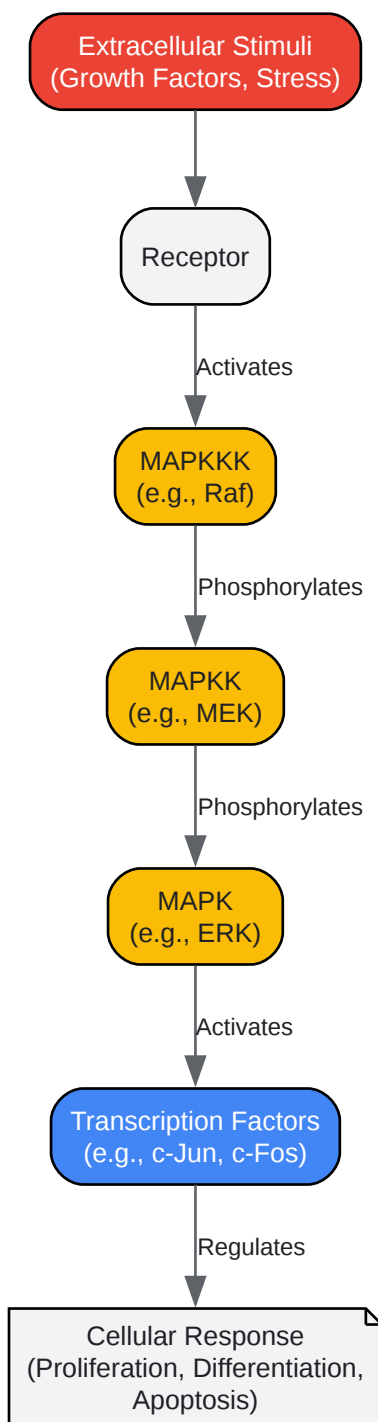 Extracellular Stimuli
(Growth Factors, Stress)
Receptor
Activates
MAPKKK
(e.g., Raf)
Phosphorylates
MAPKK
(e.g., MEK)
Phosphorylates
MAPK
(e.g., ERK)
Activates
Transcription Factors
(e.g., c-Jun, c-Fos)
Regulates
Cellular Response
(Proliferation, Differentiation,
Apoptosis)